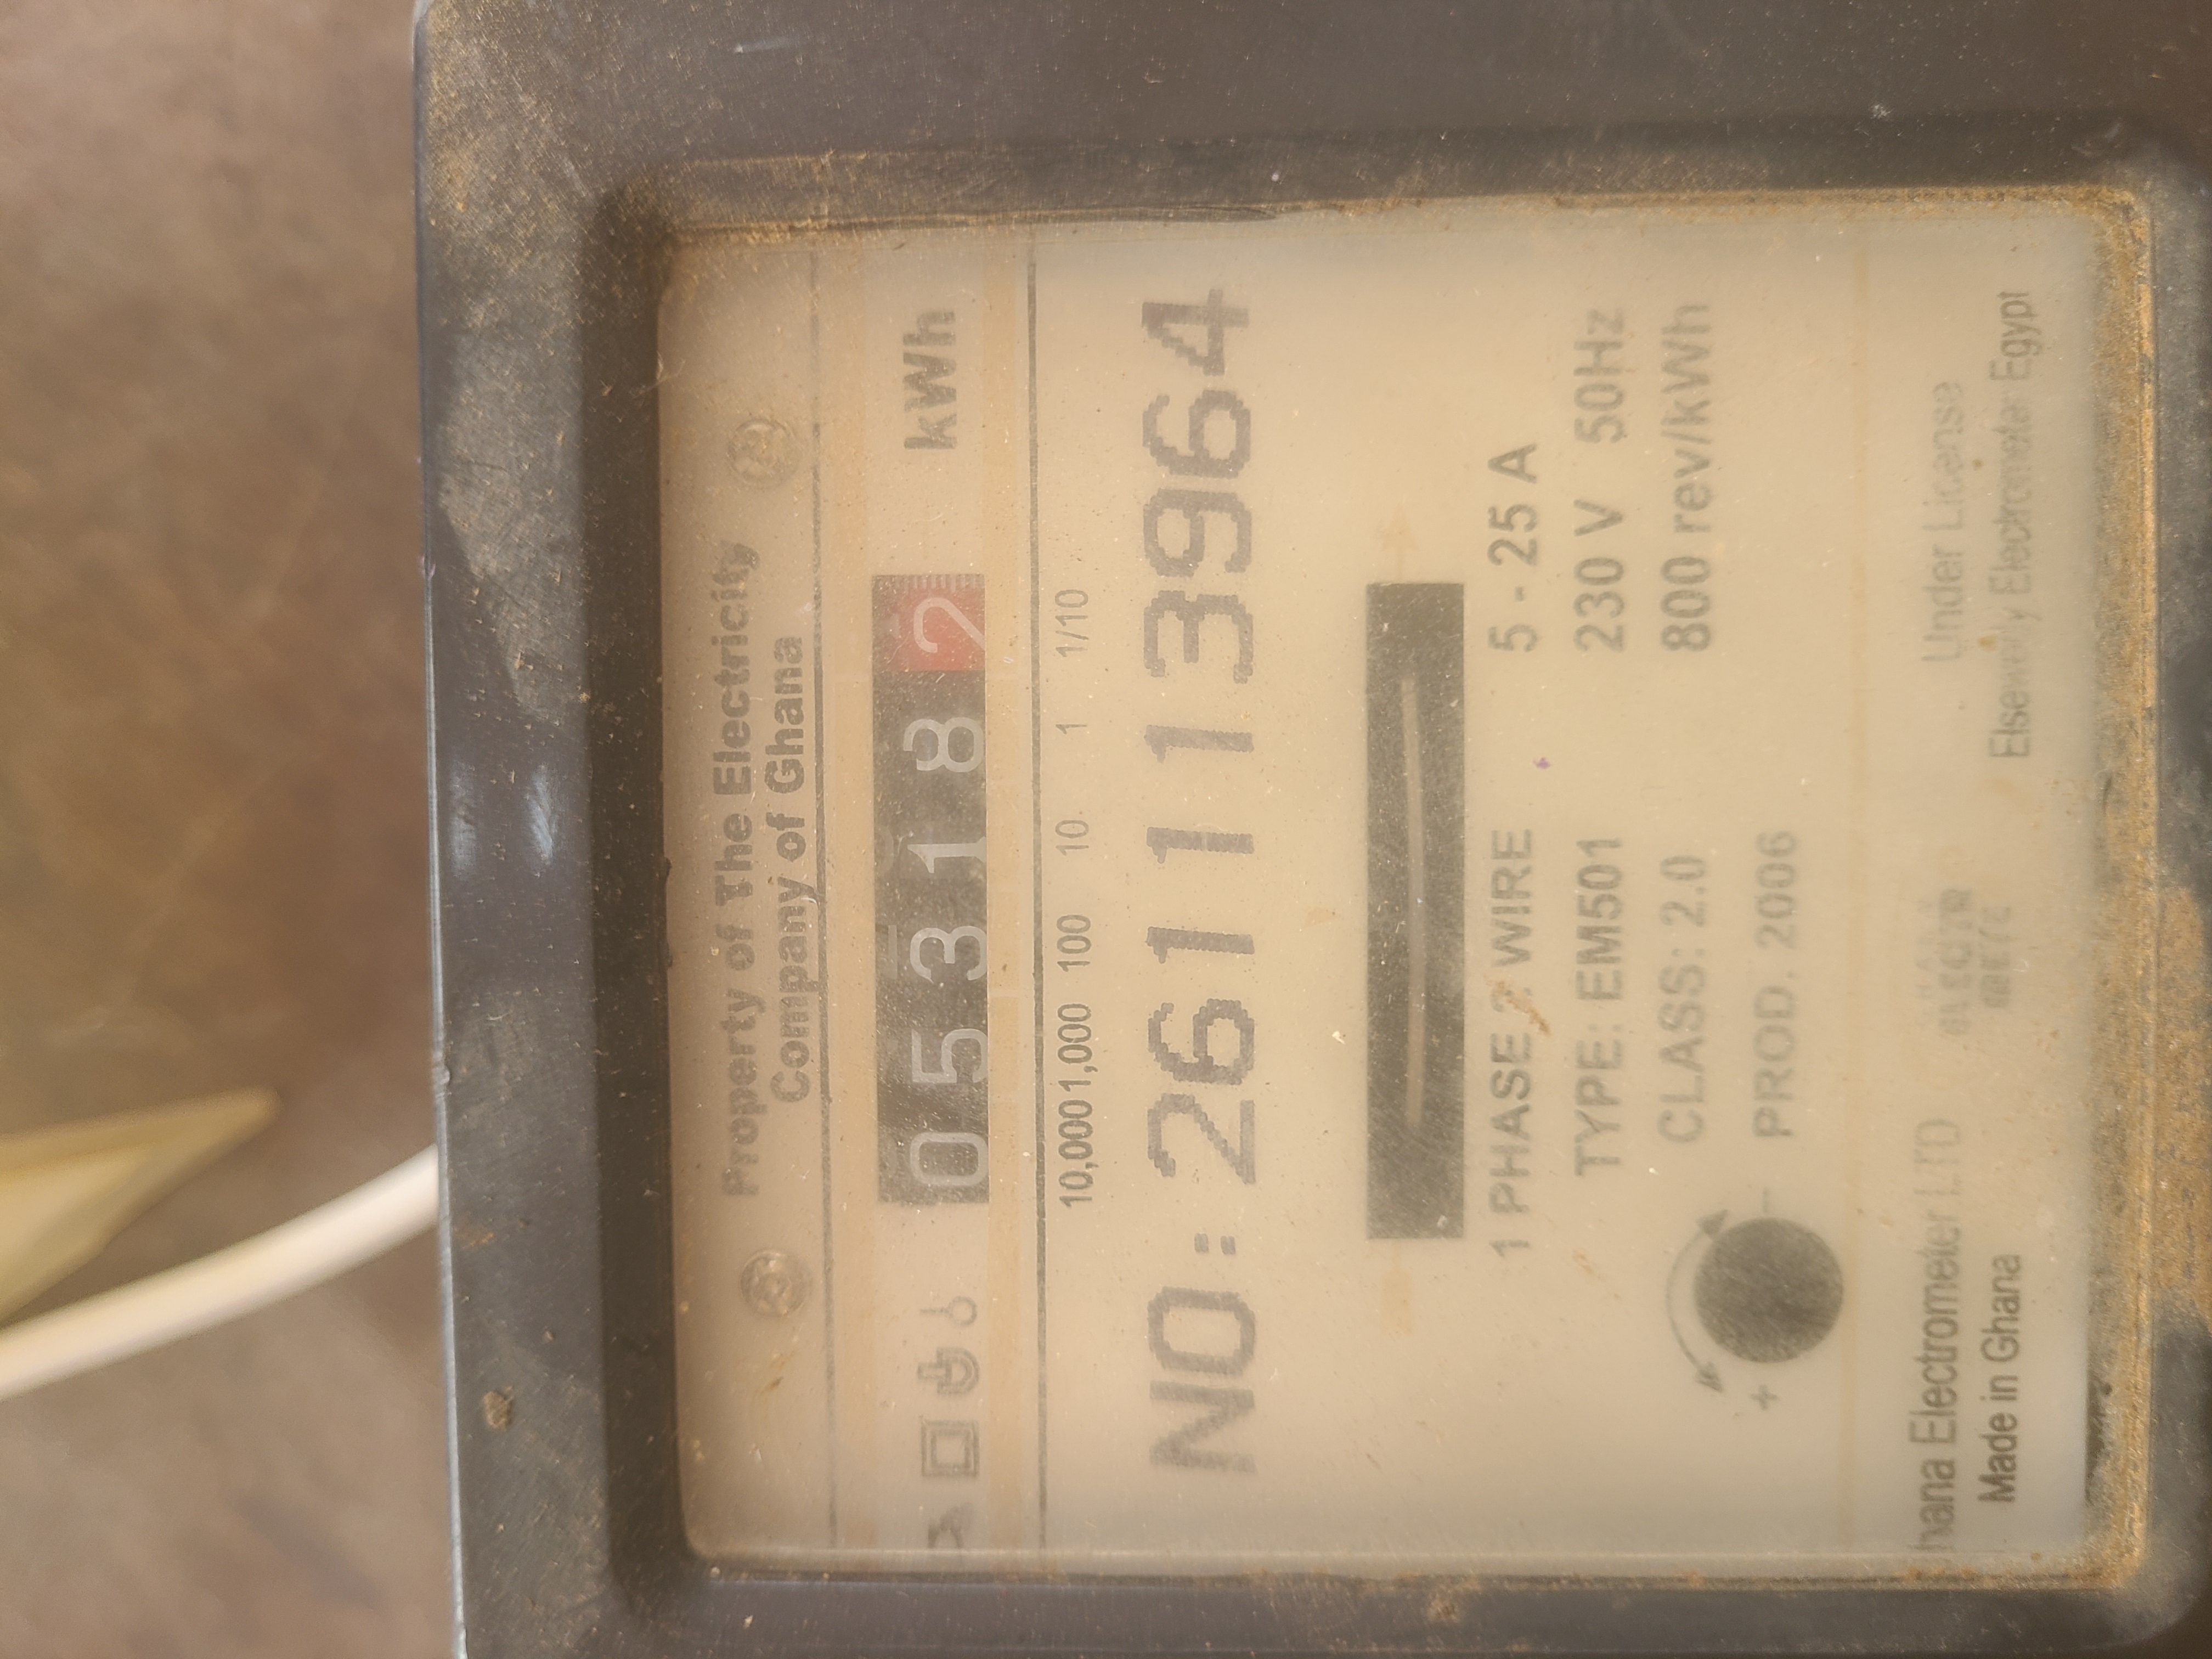 Property of The Electricity
Company of Ghana
053182 kWh
10,000 1,000 100 10 1 1/10
NO: 261113964
1 PHASE 2 WIRE 5 - 25 A
TYPE: EM501 230 V 50Hz
CLASS: 2.0 800 rev/kWh
+ -
PROD. 2006
Electrometer LTD Under License
Made in Ghana Elsewedy Electrometer Egypt